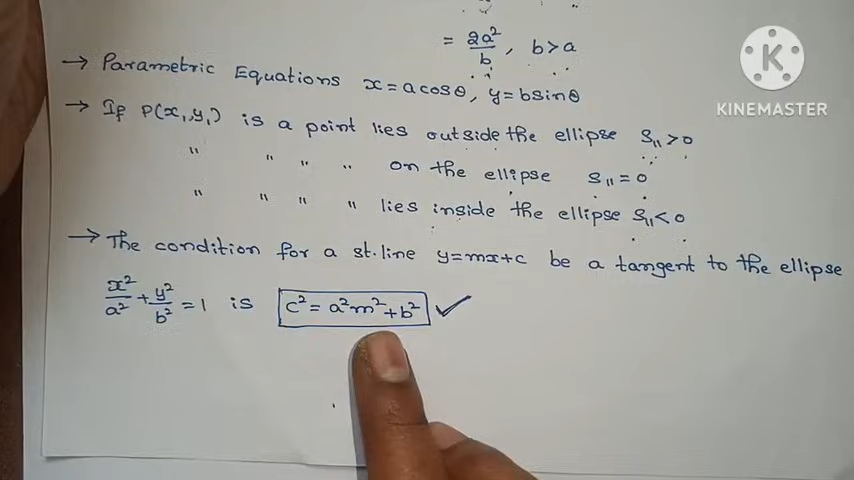 = 2a²/b, b>a
→ Parametric Equations x=acosθ, y=bsinθ
→ If P(x₁,y₁) is a point lies outside the ellipse S₁₁>0
" " " " on the ellipse S₁₁=0
" " " " lies inside the ellipse S₁₁<0
→ The condition for a st.line y=mx+c be a tangent to the ellipse
x²/a² + y²/b² = 1 is c² = a²m²+b² ✓
K
KINEMASTER